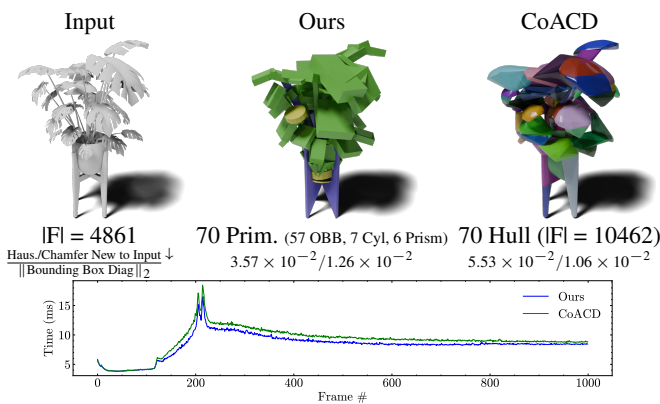 Input Ours CoACD
|F| = 4861 70 Prim. (57 OBB, 7 Cyl, 6 Prism) 70 Hull (|F| = 10462)
Haus./Chamfer New to Input ↓
||Bounding Box Diag||₂
3.57 × 10⁻²/1.26 × 10⁻² 5.53 × 10⁻²/1.06 × 10⁻²
Time (ms)
15
10
5
Ours
CoACD
0 200 400 600 800 1000
Frame #